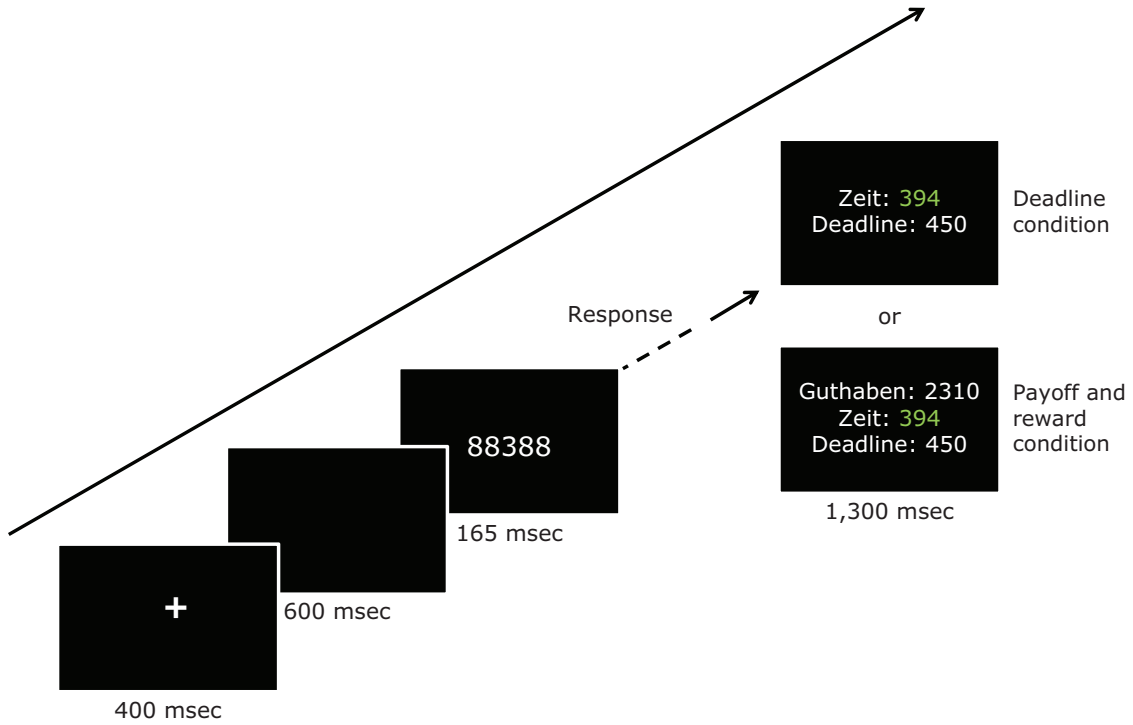 +
400 msec
600 msec
88388
165 msec
Response
Zeit: 394
Deadline: 450
Deadline
condition
or
Guthaben: 2310
Zeit: 394
Deadline: 450
Payoff and
reward
condition
1,300 msec